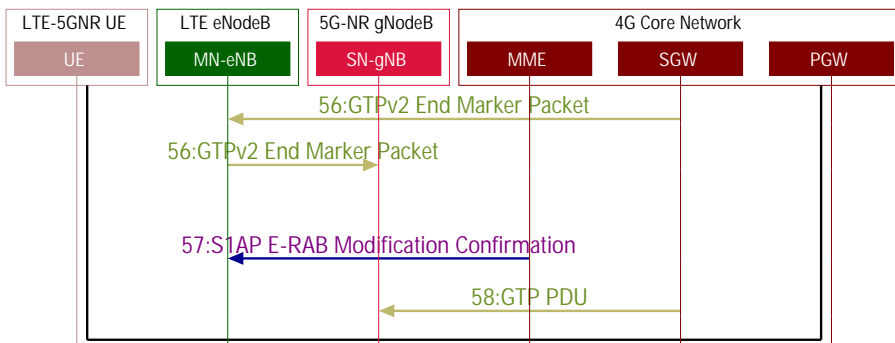 LTE-5GNR UE LTE eNodeB 5G-NR gNodeB 4G Core Network
UE MN-eNB SN-gNB MME SGW PGW
56:GTPv2 End Marker Packet
56:GTPv2 End Marker Packet
57:S1AP E-RAB Modification Confirmation
58:GTP PDU